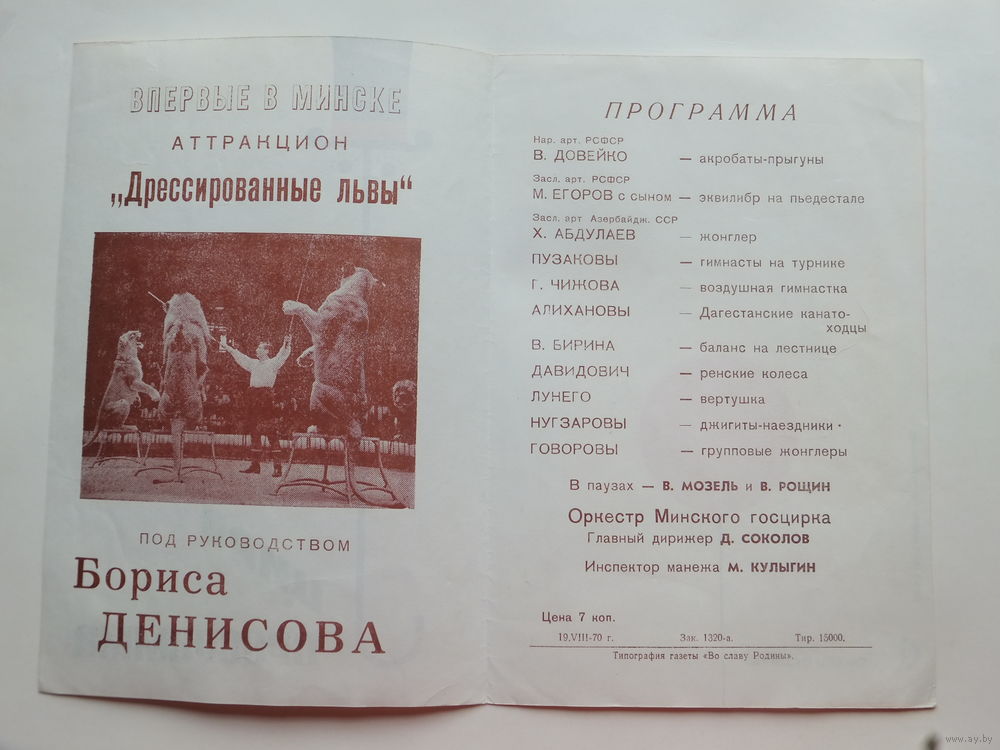 ВПЕРВЫЕ В МИНСКЕ
АТТРАКЦИОН
„Дрессированные львы“
ПОД РУКОВОДСТВОМ
Бориса
ДЕНИСОВА
ПРОГРАММА
Нар. арт. РСФСР
В. ДОВЕЙКО — акробаты-прыгуны
Засл. арт. РСФСР
М. ЕГОРОВ с сыном — эквилибр на пьедестале
Засл. арт Азербайдж. ССР
Х. АБДУЛАЕВ — жонглер
ПУЗАКОВЫ — гимнасты на турнике
Г. ЧИЖОВА — воздушная гимнастка
АЛИХАНОВЫ — Дагестанские канато-
ходцы
В. БИРИНА — баланс на лестнице
ДАВИДОВИЧ — ренские колеса
ЛУНЕГО — вертушка
НУГЗАРОВЫ — джигиты-наездники •
ГОВОРОВЫ — групповые жонглеры
В паузах — В. МОЗЕЛЬ и В. РОЩИН
Оркестр Минского госцирка
Главный дирижер Д. СОКОЛОВ
Инспектор манежа М. КУЛЫГИН
Цена 7 коп.
19.VIII-70 г. Зак. 1320-а. Тир. 15000.
Типография газеты «Во славу Родины».
www.ay.by